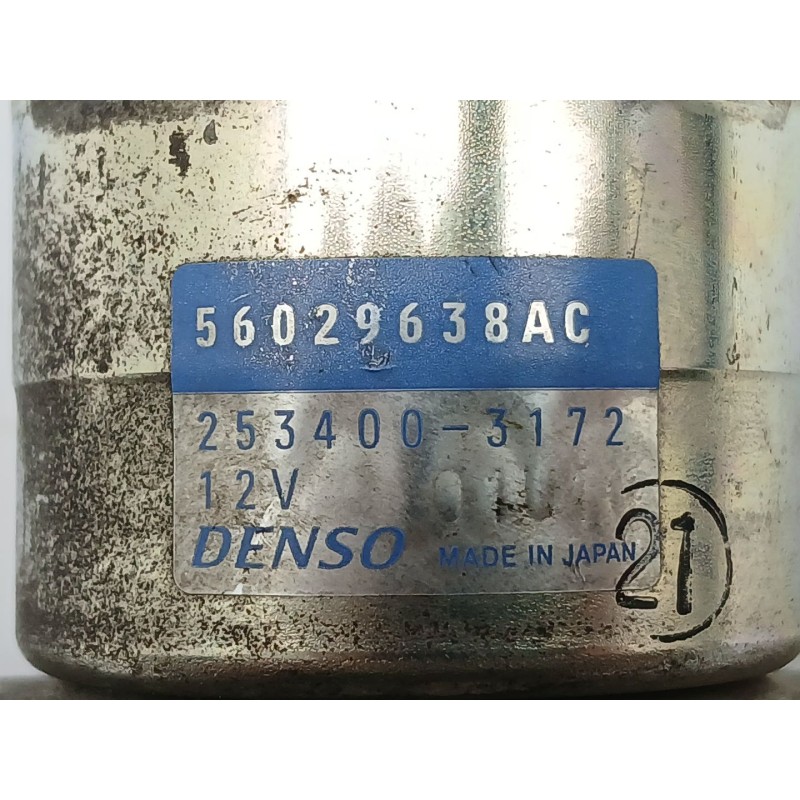 56029638AC
253400-3172
12V
DENSO MADE IN JAPAN
21